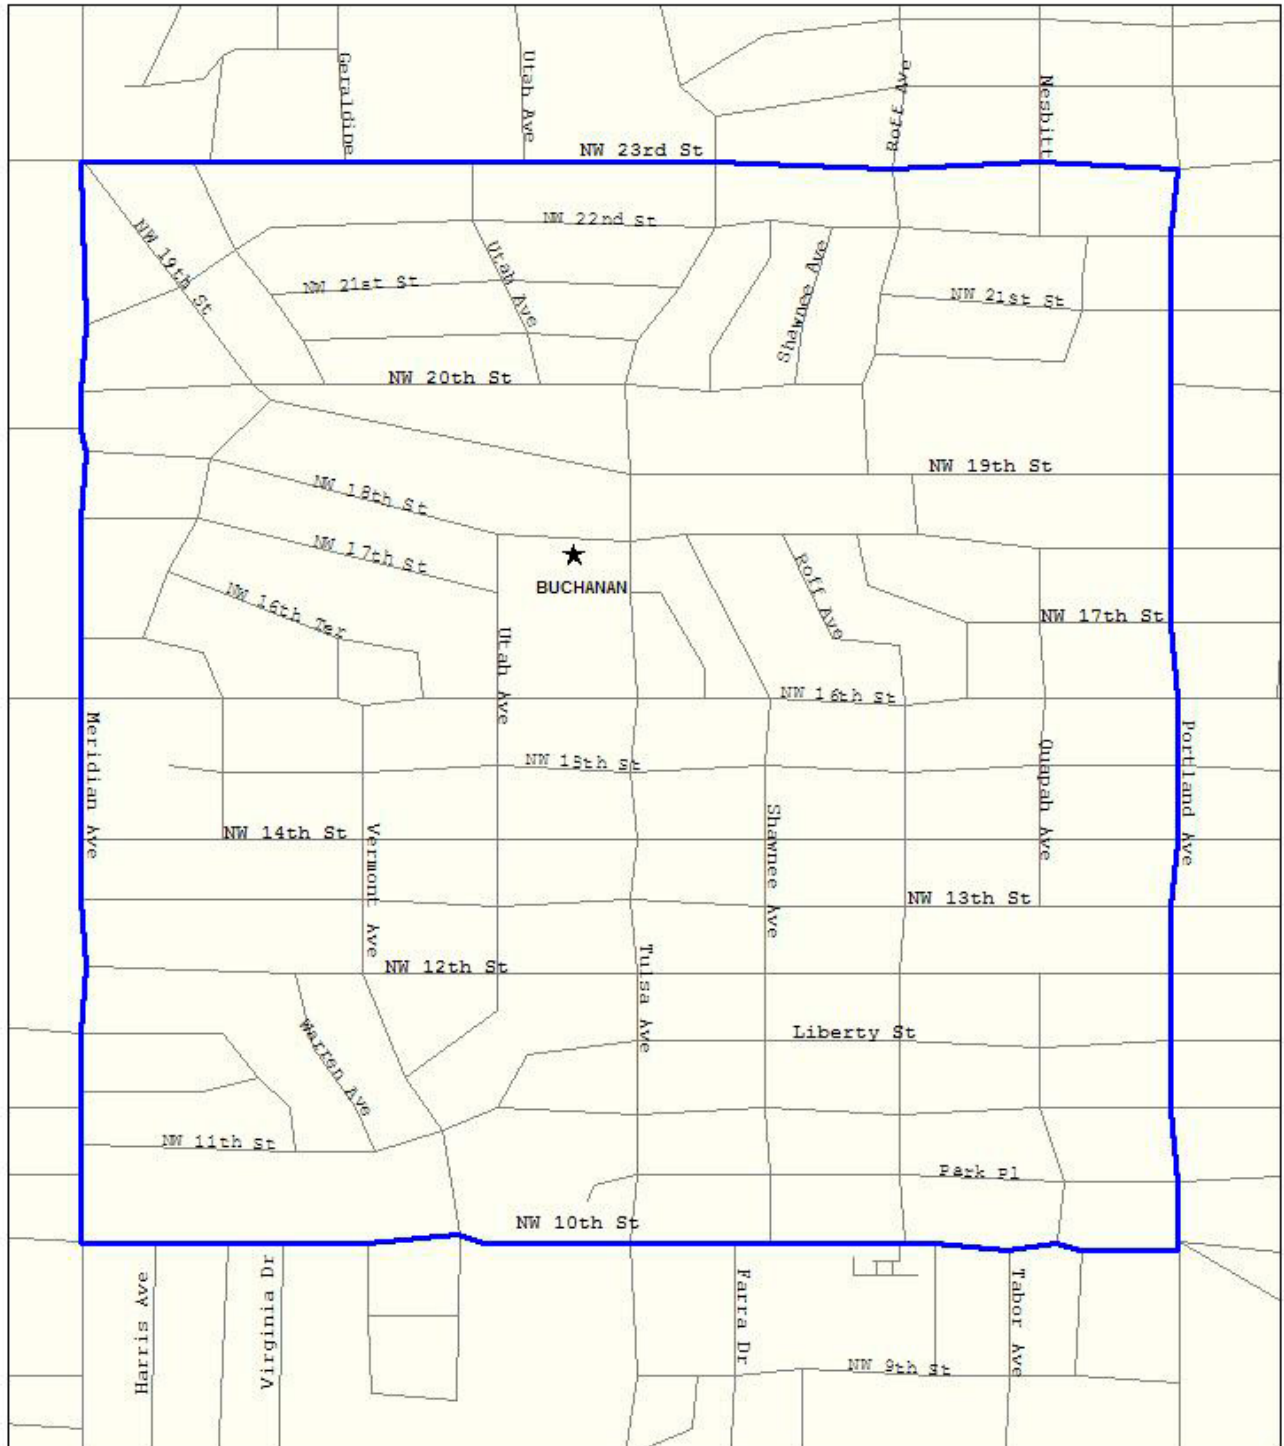 Geraldine
Utah Ave
Roff Ave
Nesbitt
NW 23rd St
NW 22nd St
NW 19th St
Utah Ave
Shawnee Ave
NW 21st St
NW 21st St
NW 20th St
NW 19th St
NW 18th St
NW 17th St
BUCHANAN
Roff Ave
NW 16th Ter
NW 17th St
Utah Ave
NW 16th St
Meridian Ave
Portland Ave
Quapah Ave
NW 15th St
Shawnee Ave
NW 14th St
Vermont Ave
NW 13th St
Tulsa Ave
NW 12th St
Warren Ave
Liberty St
NW 11th St
Park Pl
NW 10th St
Harris Ave
Virginia Dr
Farra Dr
Tabor Ave
NW 9th St